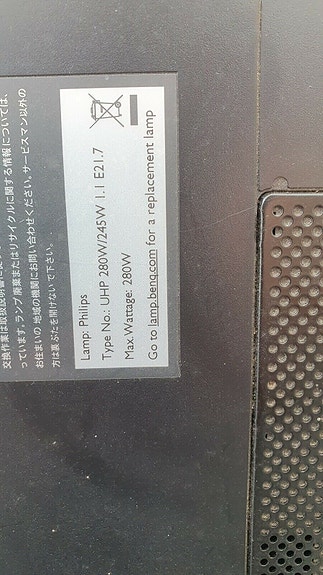 交換作業は取扱説明書に従
っています。ランプ廃棄またはリサイクルに関する情報については、
お住まいの 地域の機関にお問い合わせください。サービスマン以外の
方は裏ぶたを開けないで下さい。
Lamp: Philips
Type No.: UHP 280W/245W 1.1 E21.7
Max. Wattage: 280W
Go to lamp.benq.com for a replacement lamp